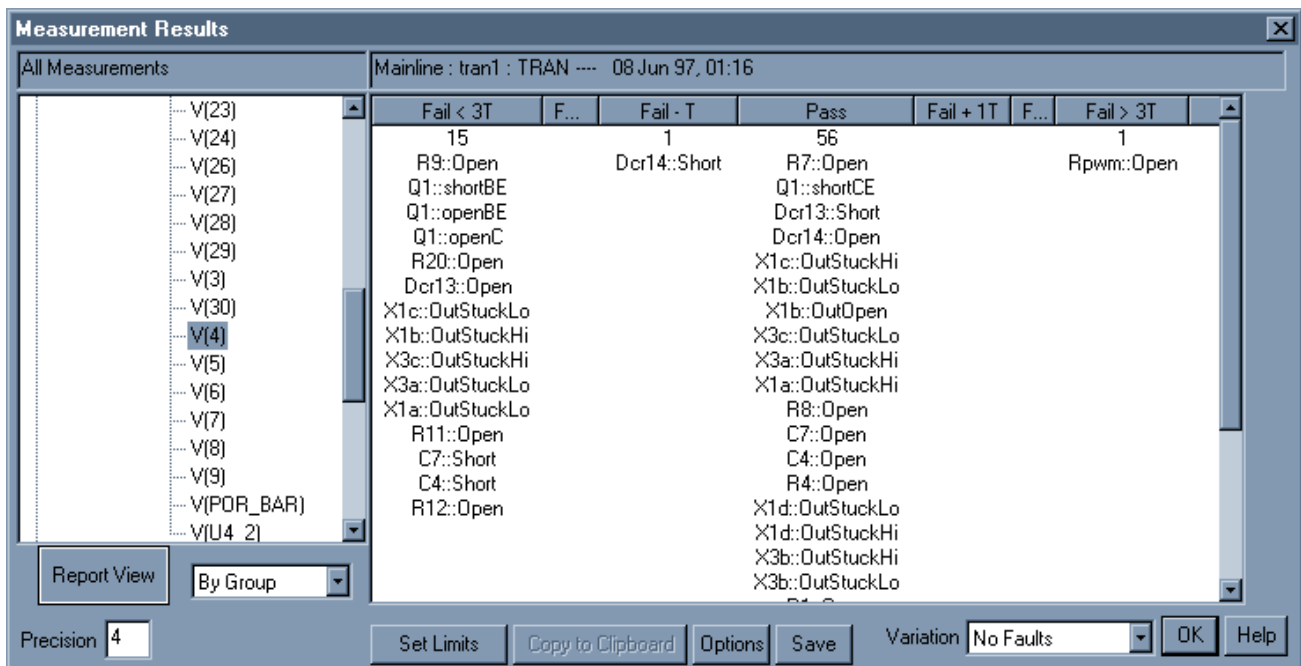 Measurement Results
All Measurements
Mainline : tran1 : TRAN ---- 08 Jun 97, 01:16
V(23)
V(24)
V(26)
V(27)
V(28)
V(29)
V(3)
V(30)
V(4)
V(5)
V(6)
V(7)
V(8)
V(9)
V(POR_BAR)
V(U4_2)
Fail < 3T F... Fail - T Pass Fail + 1T F... Fail > 3T
15 1 56 1
R9::Open Dcr14::Short R7::Open Rpwm::Open
Q1::shortBE Q1::shortCE
Q1::openBE Dcr13::Short
Q1::openC Dcr14::Open
R20::Open X1c::OutStuckHi
Dcr13::Open X1b::OutStuckLo
X1c::OutStuckLo X1b::OutOpen
X1b::OutStuckHi X3c::OutStuckLo
X3c::OutStuckHi X3a::OutStuckHi
X3a::OutStuckLo X1a::OutStuckHi
X1a::OutStuckLo R8::Open
R11::Open C7::Open
C7::Short C4::Open
C4::Short R4::Open
R12::Open X1d::OutStuckLo
X1d::OutStuckHi
X3b::OutStuckHi
X3b::OutStuckLo
Report View By Group
Precision 4 Set Limits Copy to Clipboard Options Save Variation No Faults OK Help